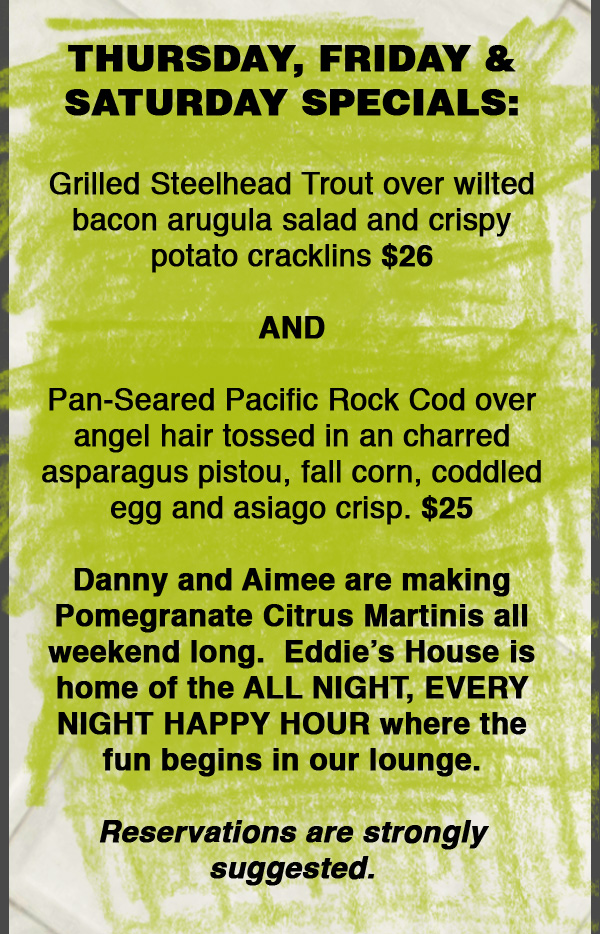 THURSDAY, FRIDAY &
SATURDAY SPECIALS:
Grilled Steelhead Trout over wilted
bacon arugula salad and crispy
potato cracklins $26
AND
Pan-Seared Pacific Rock Cod over
angel hair tossed in an charred
asparagus pistou, fall corn, coddled
egg and asiago crisp. $25
Danny and Aimee are making
Pomegranate Citrus Martinis all
weekend long.  Eddie’s House is
home of the ALL NIGHT, EVERY
NIGHT HAPPY HOUR where the
fun begins in our lounge.
Reservations are strongly
suggested.